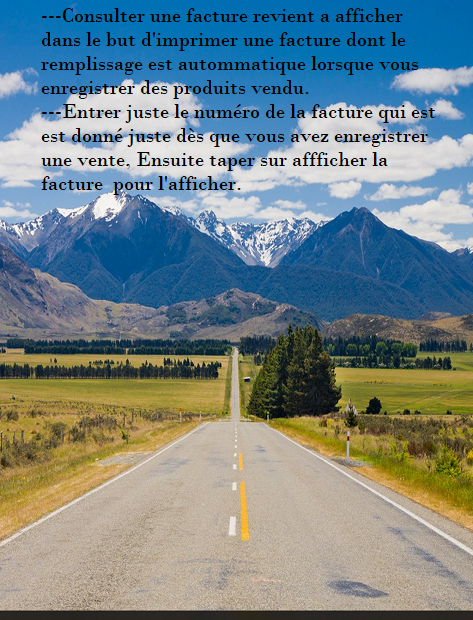 ---Consulter une facture revient a afficher
dans le but d'imprimer une facture dont le
remplissage est autommatique lorsque vous
enregistrer des produits vendu.
---Entrer juste le numéro de la facture qui est
est donné juste dès que vous avez enregistrer
une vente, Ensuite taper sur affficher la
facture  pour l'afficher.